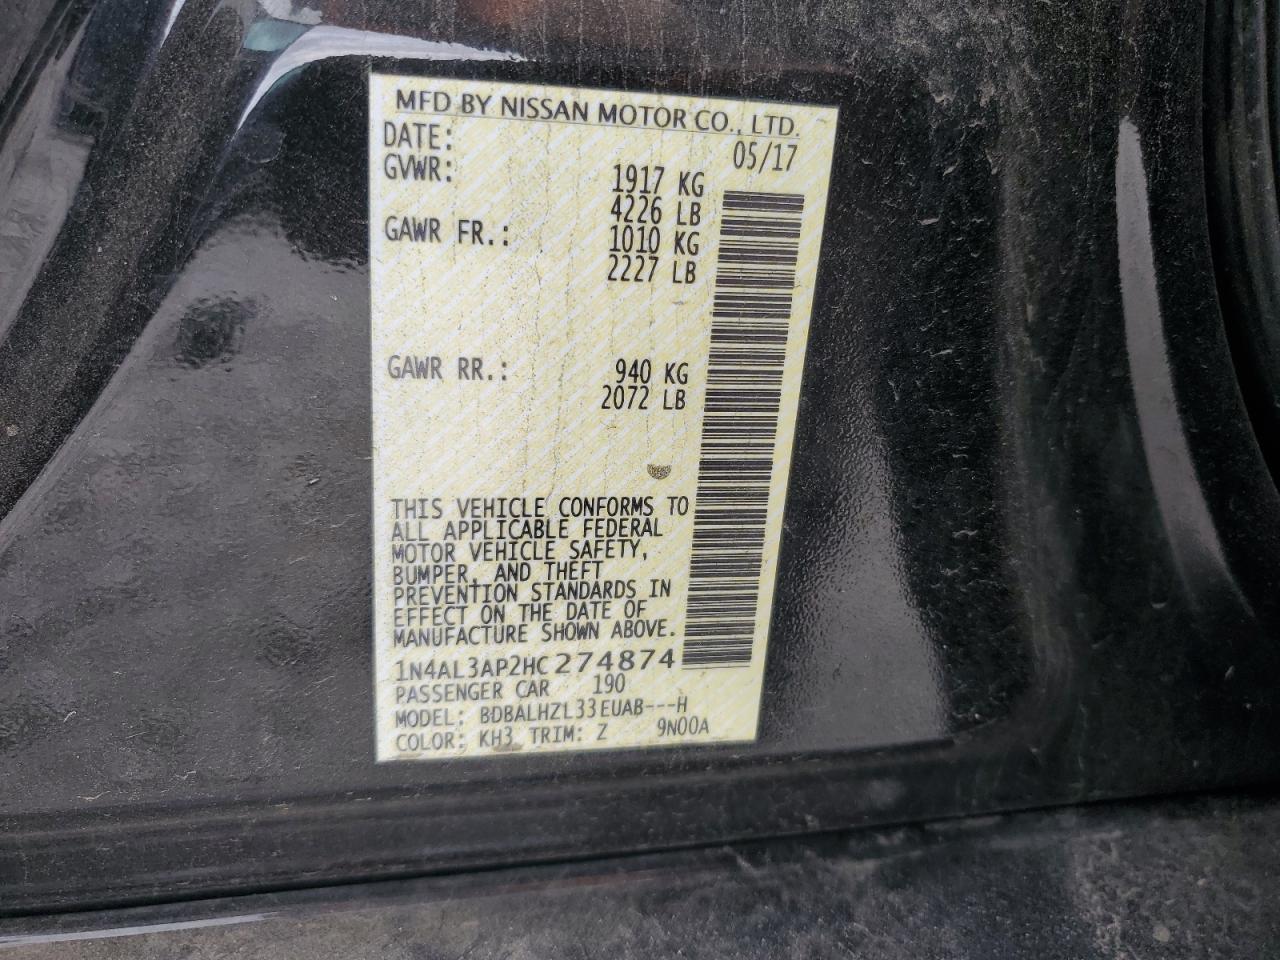 MFD BY NISSAN MOTOR CO., LTD.
DATE: 05/17
GVWR: 1917 KG
4226 LB
GAWR FR.: 1010 KG
2227 LB
GAWR RR.: 940 KG
2072 LB
THIS VEHICLE CONFORMS TO
ALL APPLICABLE FEDERAL
MOTOR VEHICLE SAFETY,
BUMPER, AND THEFT
PREVENTION STANDARDS IN
EFFECT ON THE DATE OF
MANUFACTURE SHOWN ABOVE.
1N4AL3AP2HC274874
PASSENGER CAR 190
MODEL: BDBALHZL33EUAB---H
COLOR: KH3 TRIM: Z 9N00A